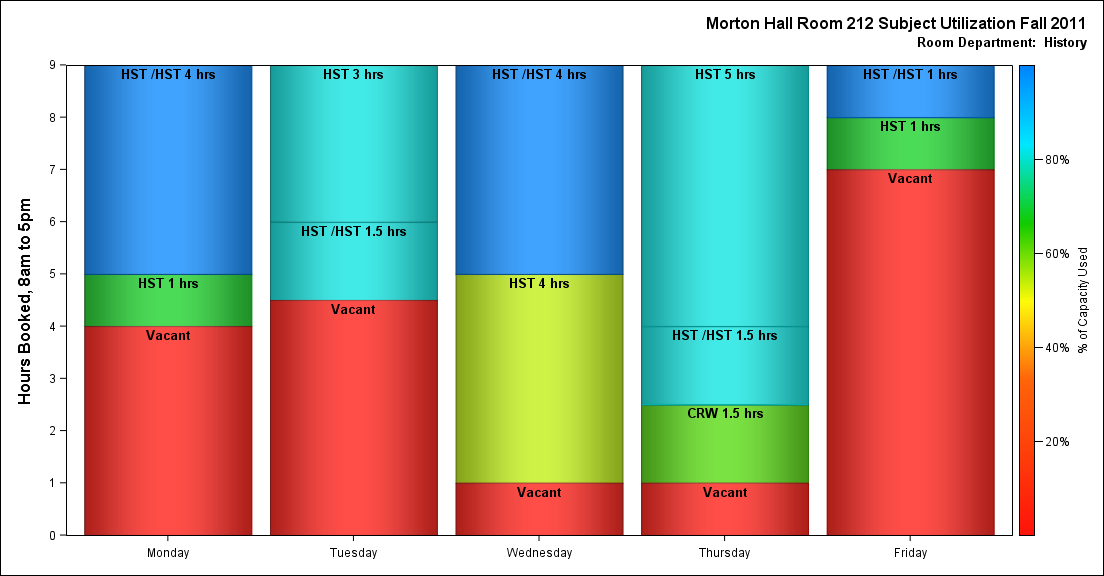 Morton Hall Room 212 Subject Utilization Fall 2011
Room Department:  History
Hours Booked, 8am to 5pm
9
8
7
6
5
4
3
2
1
0
HST /HST 4 hrs
HST 1 hrs
Vacant
HST 3 hrs
HST /HST 1.5 hrs
Vacant
HST /HST 4 hrs
HST 4 hrs
Vacant
HST 5 hrs
HST /HST 1.5 hrs
CRW 1.5 hrs
Vacant
HST /HST 1 hrs
HST 1 hrs
Vacant
Monday
Tuesday
Wednesday
Thursday
Friday
80%
60%
40%
20%
% of Capacity Used